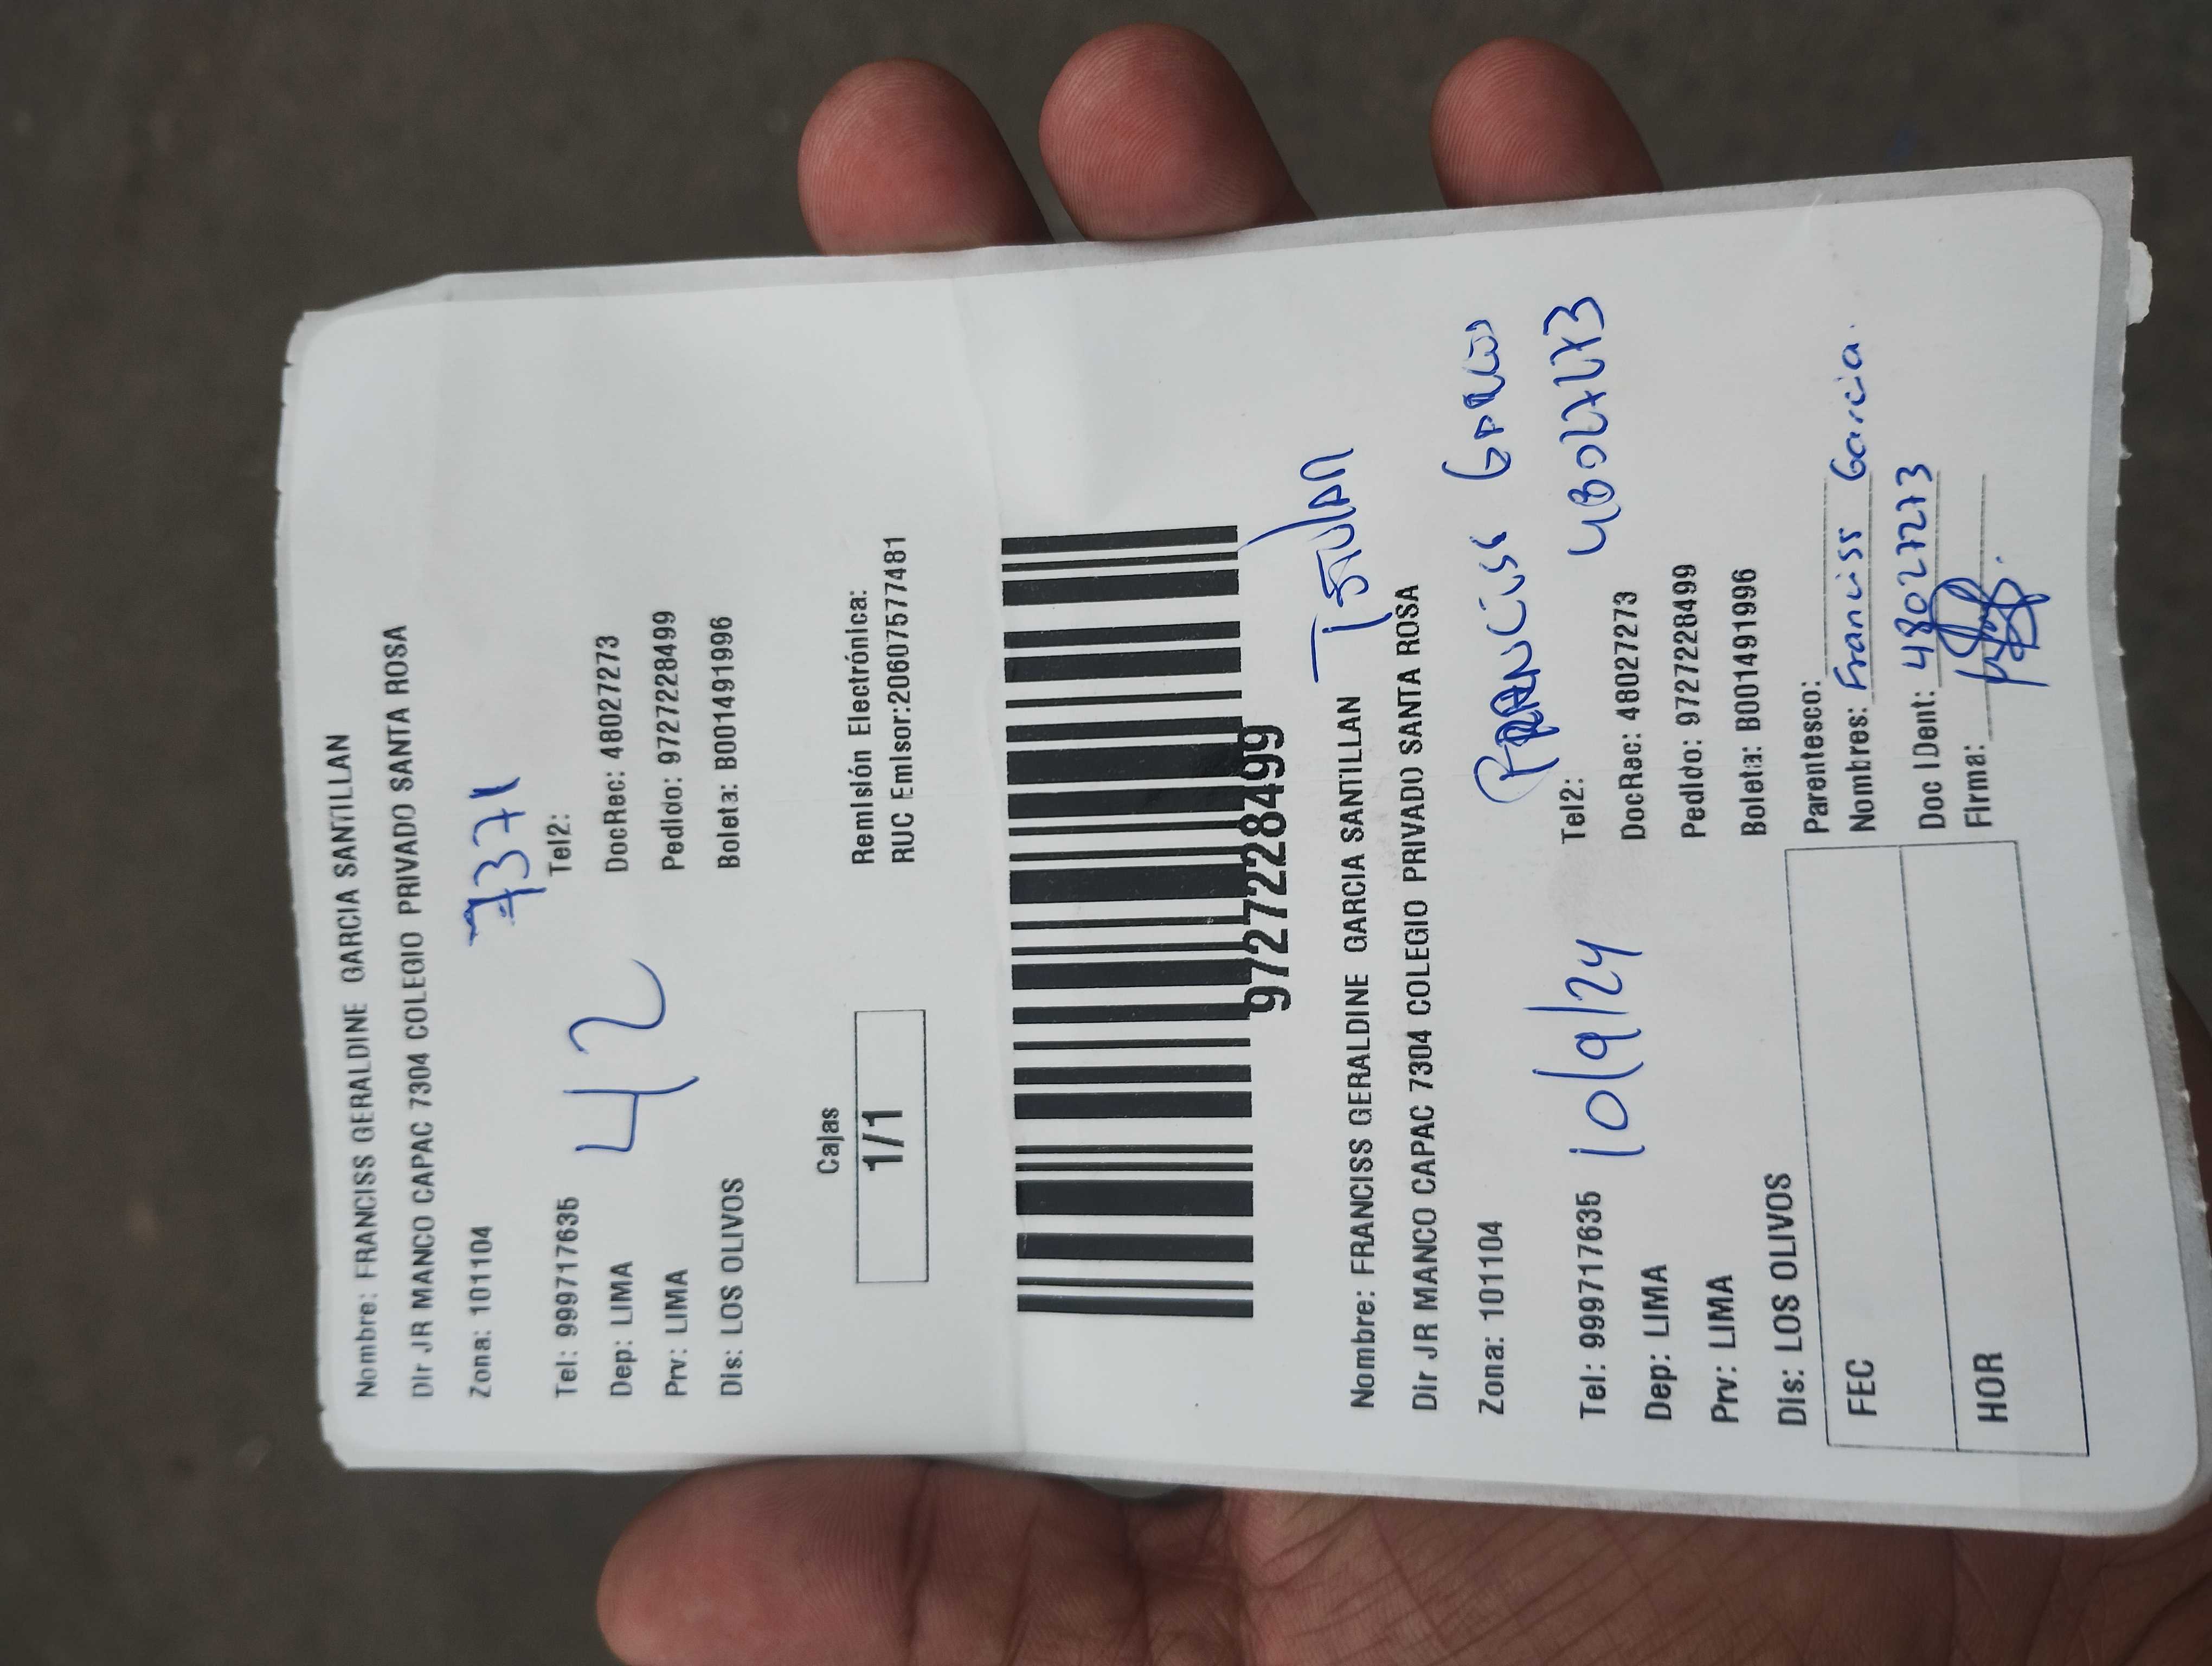 Nombre: FRANCISS GERALDINE GARCIA SANTILLAN
Dir JR MANCO CAPAC 7304 COLEGIO PRIVADO SANTA ROSA
Zona: 101104
7371
Tel: 999717635 Tel2:
42
Dep: LIMA DocRec: 48027273
Prv: LIMA Pedido: 9727228499
Dis: LOS OLIVOS Boleta: B001491996
Cajas
1/1
Remisión Electrónica:
RUC Emisor:20607577481
9727228499
Nombre: FRANCISS GERALDINE GARCIA SANTILLAN
Dir JR MANCO CAPAC 7304 COLEGIO PRIVADO SANTA ROSA
Zona: 101104
Tel: 999717635 Tel2:
10/9/24
48027273
Dep: LIMA DocRec: 48027273
Prv: LIMA Pedido: 9727228499
Dis: LOS OLIVOS Boleta: B001491996
FEC
HOR
Parentesco:
Nombres: Franciss Garcia.
Doc IDent: 48027273
Firma: